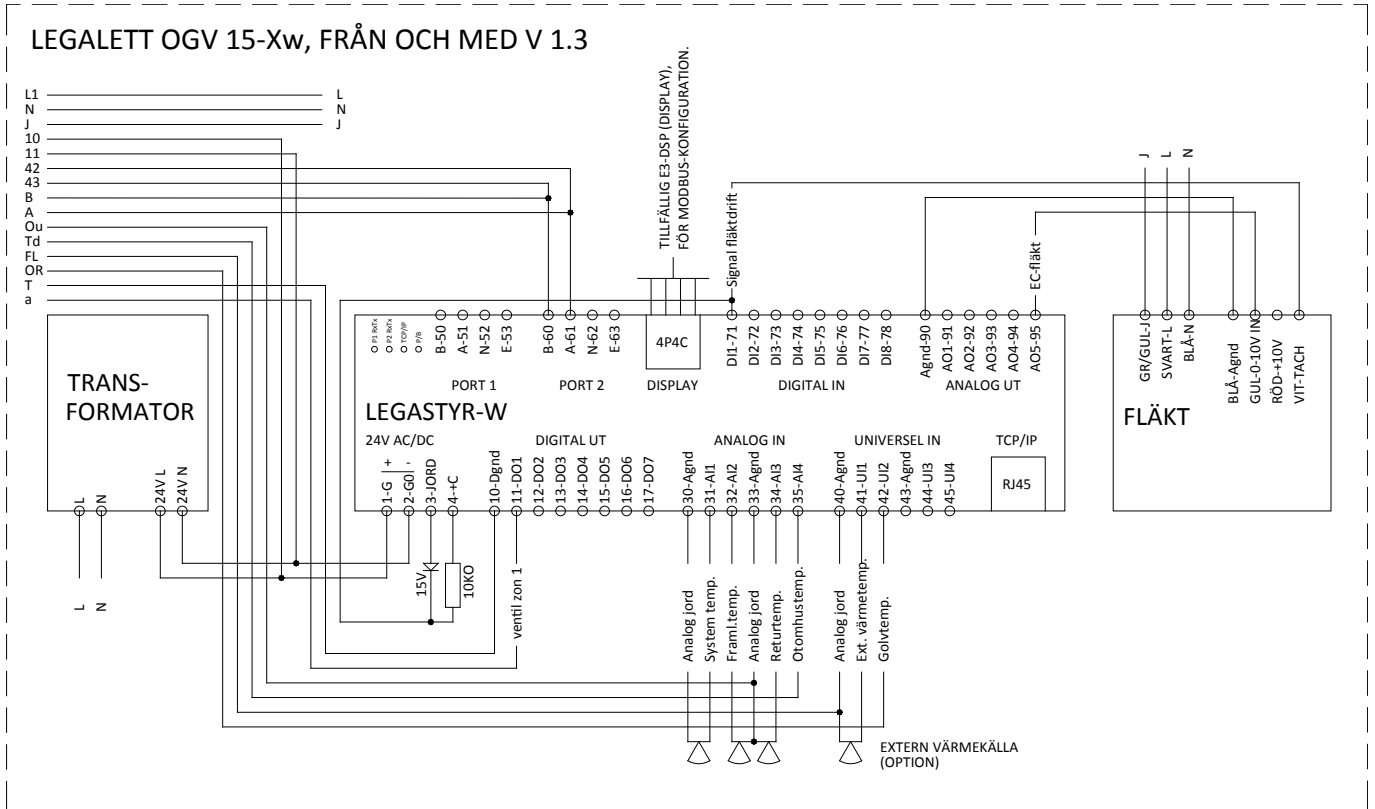 LEGALETT OGV 15-Xw, FRÅN OCH MED V 1.3
L1
N
J
10
11
42
43
B
A
Ou
Td
FL
OR
T
a
L
N
J
TILLFÄLLIG E3-DSP (DISPLAY),
FÖR MODBUS-KONFIGURATION.
Signal fläktdrift
EC-fläkt
J
L
N
TRANS-
FORMATOR
L
N
24V L
24V N
L
N
P1 RxTx
P2 RxTx
TCP/IP
P/B
B-50
A-51
N-52
E-53
B-60
A-61
N-62
E-63
4P4C
DI1-71
DI2-72
DI3-73
DI4-74
DI5-75
DI6-76
DI7-77
DI8-78
Agnd-90
AO1-91
AO2-92
AO3-93
AO4-94
AO5-95
PORT 1
PORT 2
DISPLAY
DIGITAL IN
ANALOG UT
LEGASTYR-W
24V AC/DC
DIGITAL UT
ANALOG IN
UNIVERSEL IN
TCP/IP
1-G
+
2-G0
-
3-JORD
4-+C
10-Dgnd
11-DO1
12-DO2
13-DO3
14-DO4
15-DO5
16-DO6
17-DO7
30-Agnd
31-AI1
32-AI2
33-Agnd
34-AI3
35-AI4
40-Agnd
41-UI1
42-UI2
43-Agnd
44-UI3
45-UI4
RJ45
GR/GUL-J
SVART-L
BLÅ-N
BLÅ-Agnd
GUL-0-10V IN
RÖD-+10V
VIT-TACH
FLÄKT
15V
10KO
ventil zon 1
Analog jord
System temp.
Framl.temp.
Analog jord
Returtemp.
Otomhustemp.
Analog jord
Ext. värmetemp.
Golvtemp.
EXTERN VÄRMEKÄLLA
(OPTION)